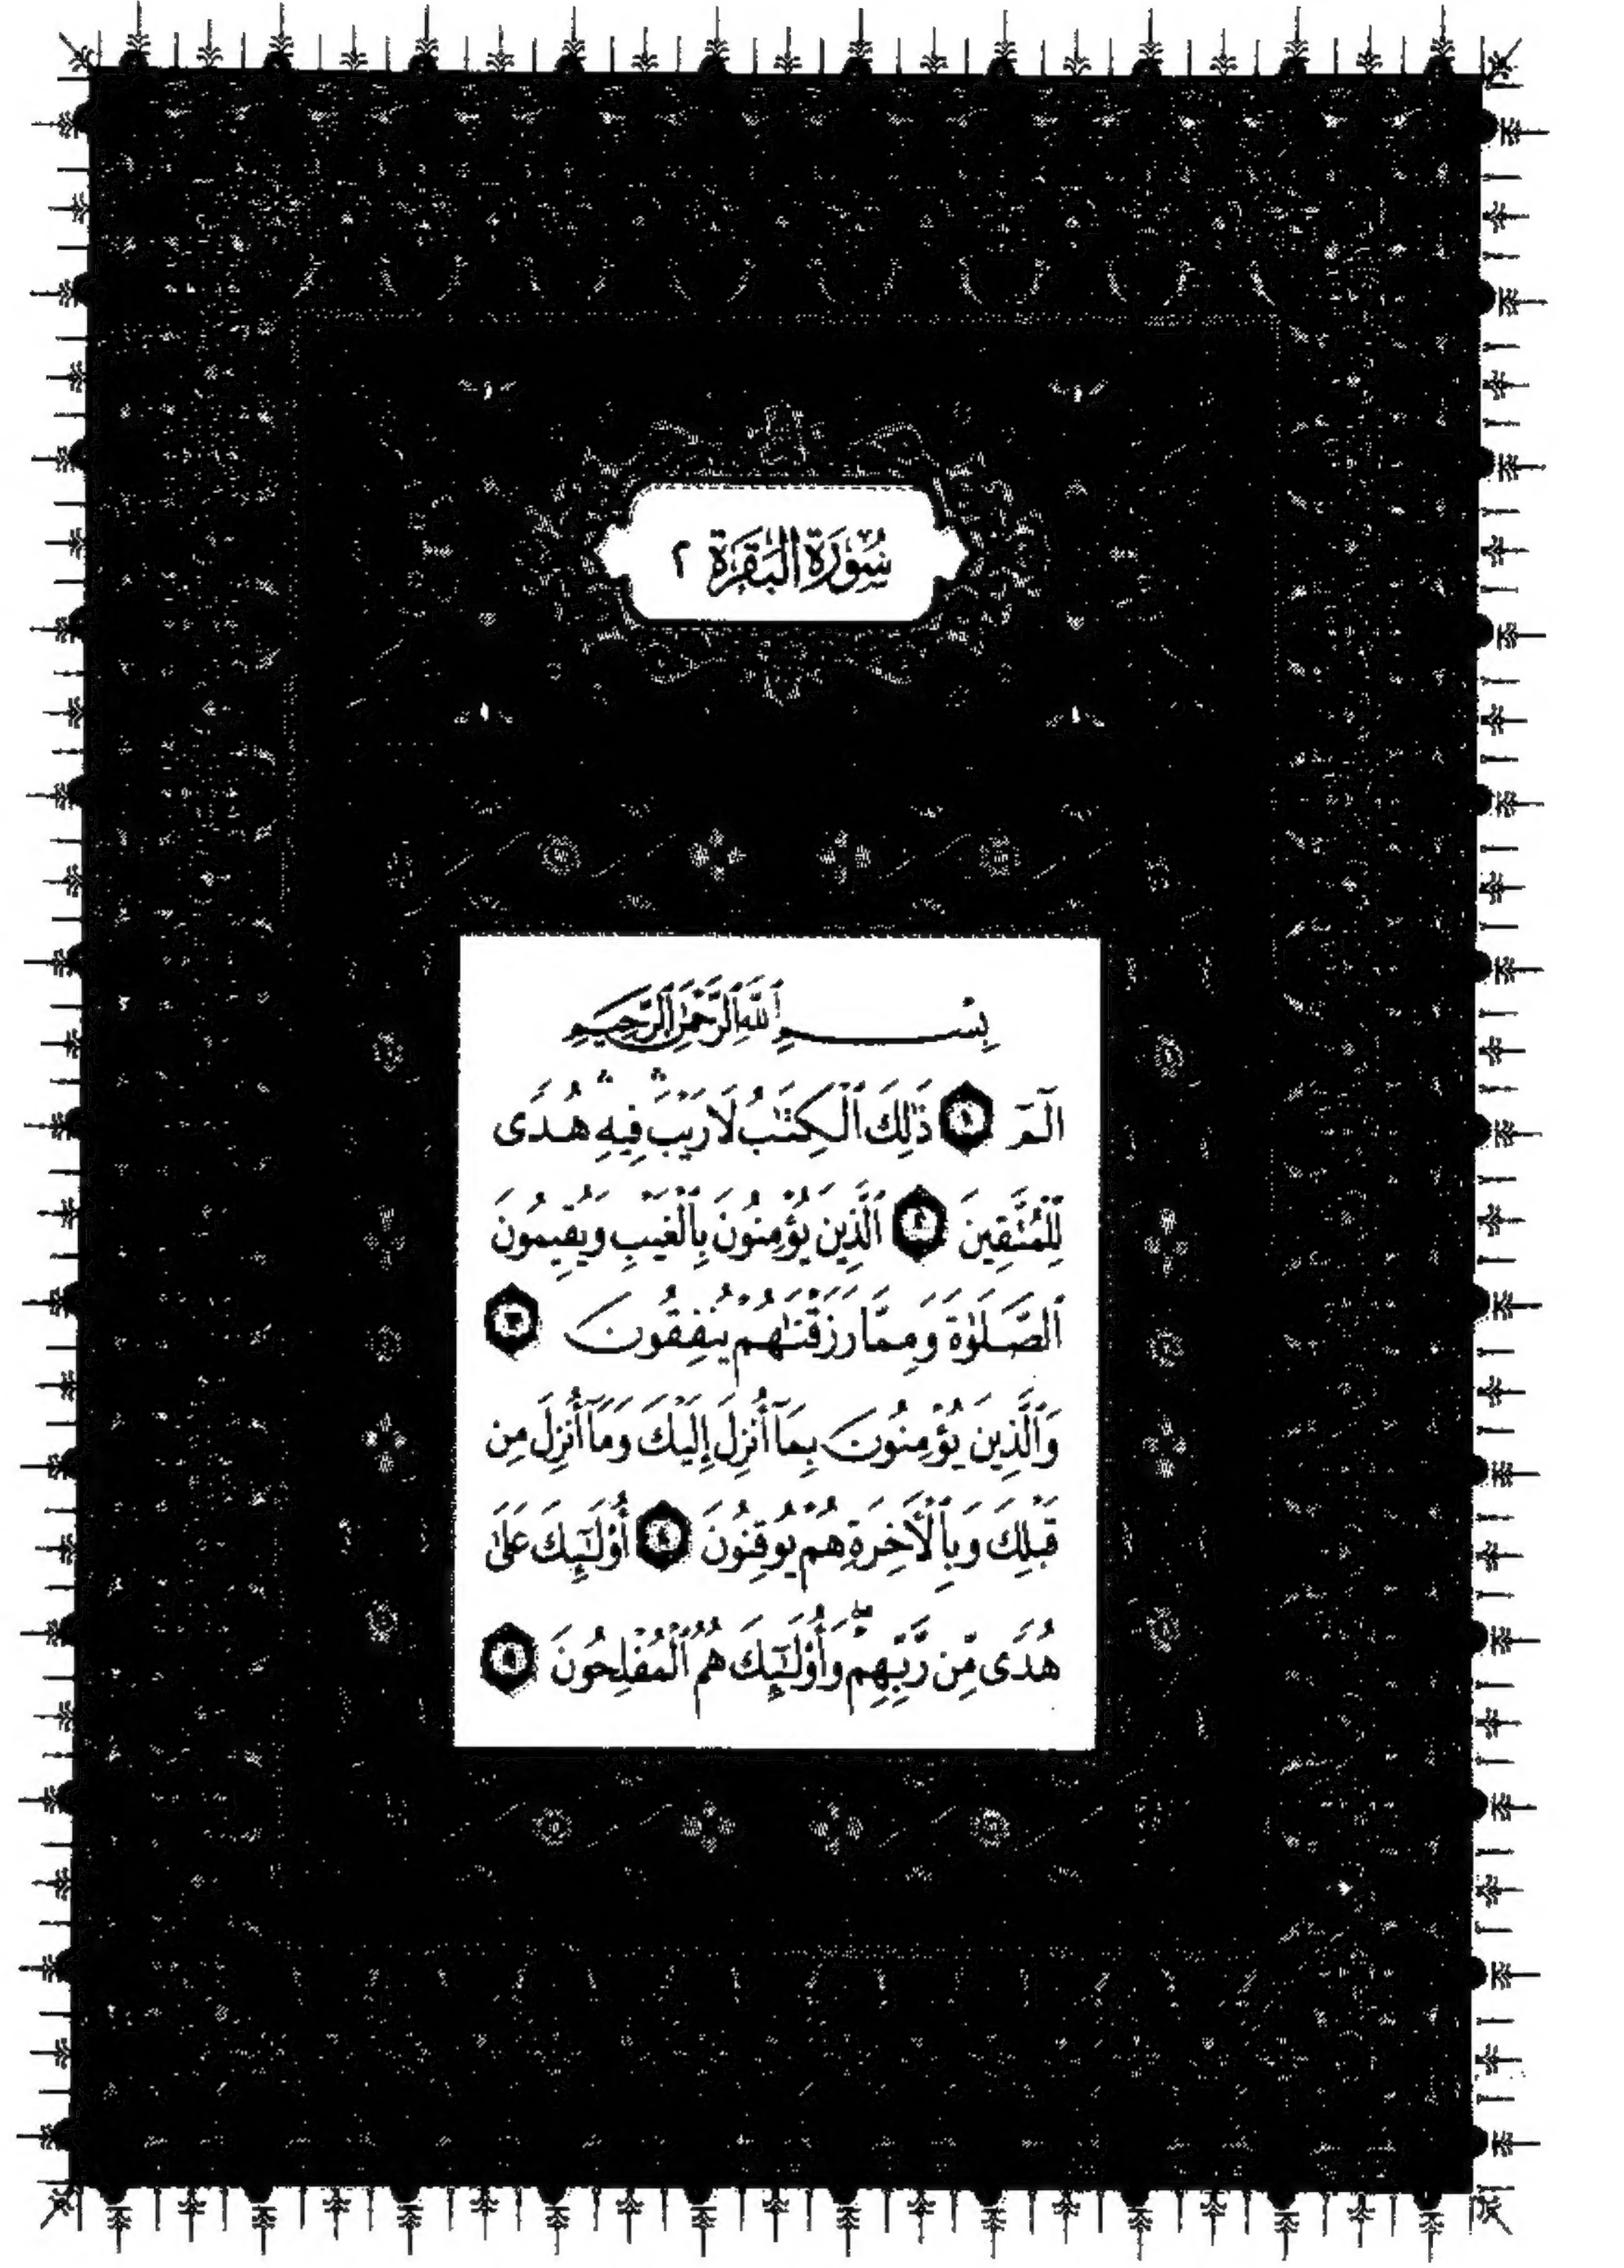 سُورَةُ البَقَرَةِ ٢
بِسْمِ ٱللَّهِ ٱلرَّحْمَٰنِ ٱلرَّحِيمِ
الٓمٓ ١ ذَٰلِكَ ٱلْكِتَٰبُ لَا رَيْبَ ۛ فِيهِ ۛ هُدًى
لِّلْمُتَّقِينَ ٢ ٱلَّذِينَ يُؤْمِنُونَ بِٱلْغَيْبِ وَيُقِيمُونَ
ٱلصَّلَوٰةَ وَمِمَّا رَزَقْنَٰهُمْ يُنفِقُونَ ٣
وَٱلَّذِينَ يُؤْمِنُونَ بِمَآ أُنزِلَ إِلَيْكَ وَمَآ أُنزِلَ مِن
قَبْلِكَ وَبِٱلْأَخِرَةِ هُمْ يُوقِنُونَ ٤ أُو۟لَٰٓئِكَ عَلَىٰ
هُدًى مِّن رَّبِّهِمْ ۖ وَأُو۟لَٰٓئِكَ هُمُ ٱلْمُفْلِحُونَ ٥